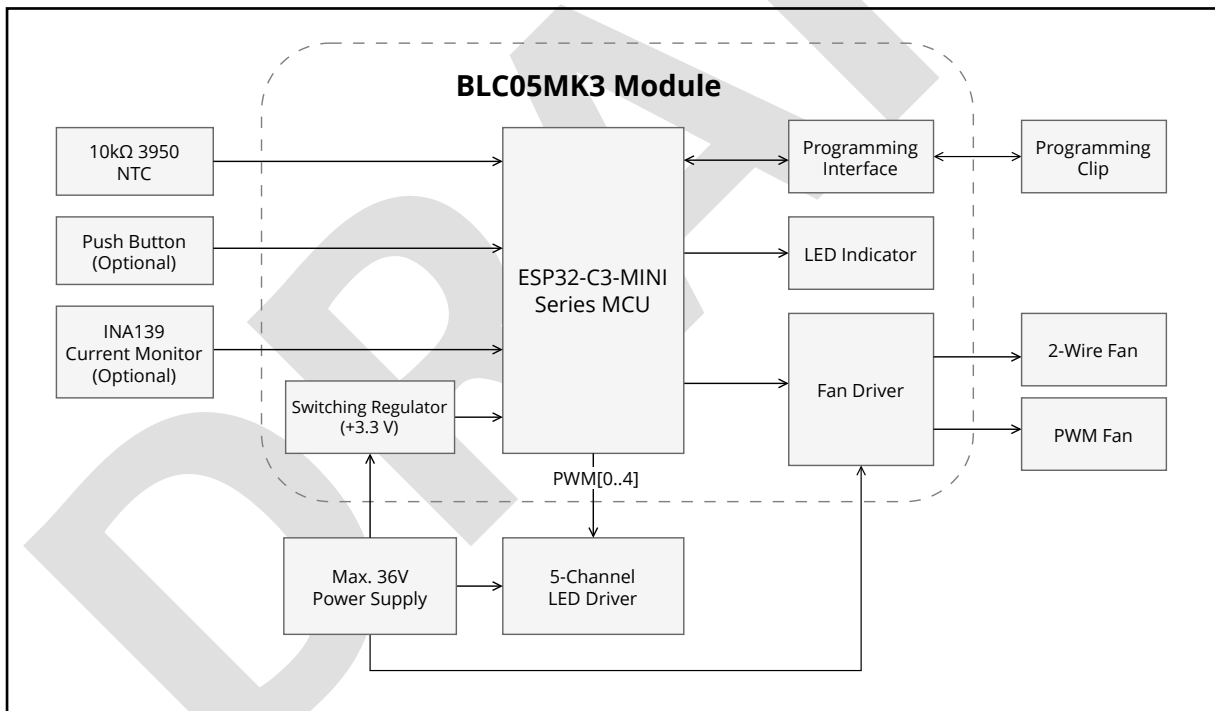 BLC05MK3 Module
10kΩ 3950
NTC
Push Button
(Optional)
INA139
Current Monitor
(Optional)
Switching Regulator
(+3.3 V)
ESP32-C3-MINI
Series MCU
Programming
Interface
Programming
Clip
LED Indicator
Fan Driver
2-Wire Fan
PWM Fan
PWM[0..4]
Max. 36V
Power Supply
5-Channel
LED Driver
DRA